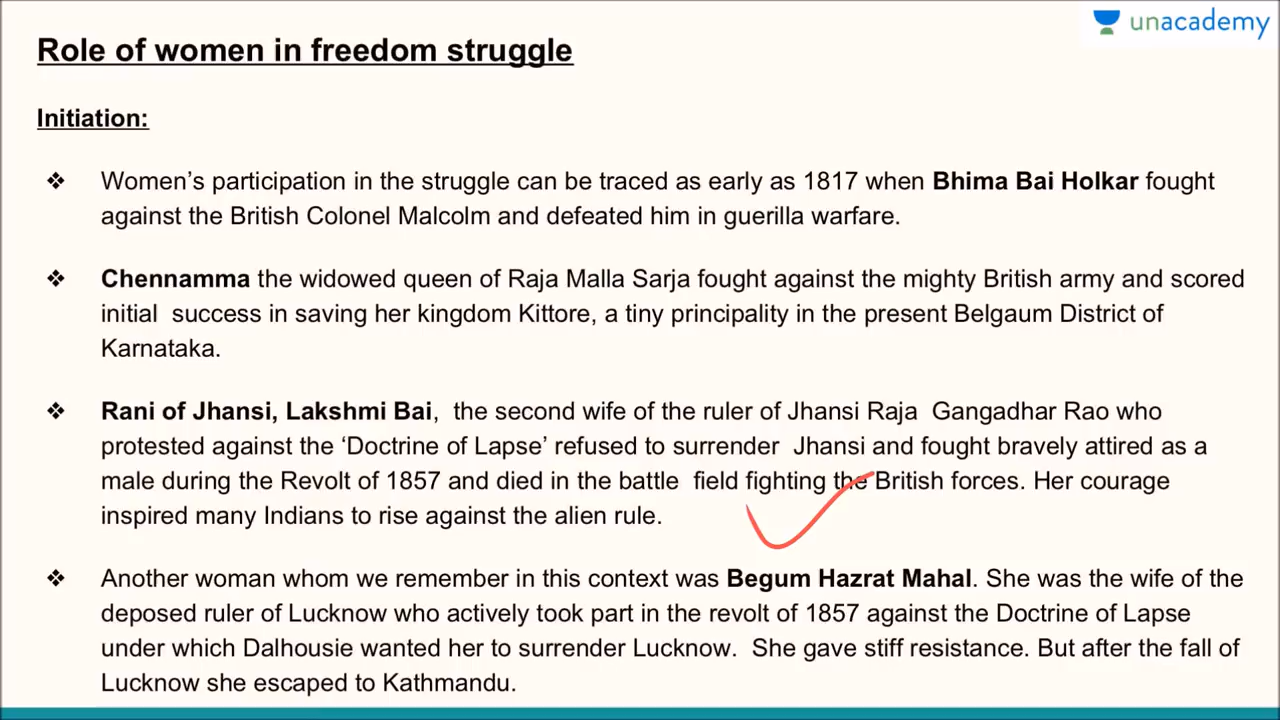 unacademy
Role of women in freedom struggle
Initiation:
❖ Women’s participation in the struggle can be traced as early as 1817 when Bhima Bai Holkar fought
against the British Colonel Malcolm and defeated him in guerilla warfare.
❖ Chennamma the widowed queen of Raja Malla Sarja fought against the mighty British army and scored
initial success in saving her kingdom Kittore, a tiny principality in the present Belgaum District of
Karnataka.
❖ Rani of Jhansi, Lakshmi Bai, the second wife of the ruler of Jhansi Raja Gangadhar Rao who
protested against the ‘Doctrine of Lapse’ refused to surrender Jhansi and fought bravely attired as a
male during the Revolt of 1857 and died in the battle field fighting the British forces. Her courage
inspired many Indians to rise against the alien rule.
❖ Another woman whom we remember in this context was Begum Hazrat Mahal. She was the wife of the
deposed ruler of Lucknow who actively took part in the revolt of 1857 against the Doctrine of Lapse
under which Dalhousie wanted her to surrender Lucknow. She gave stiff resistance. But after the fall of
Lucknow she escaped to Kathmandu.